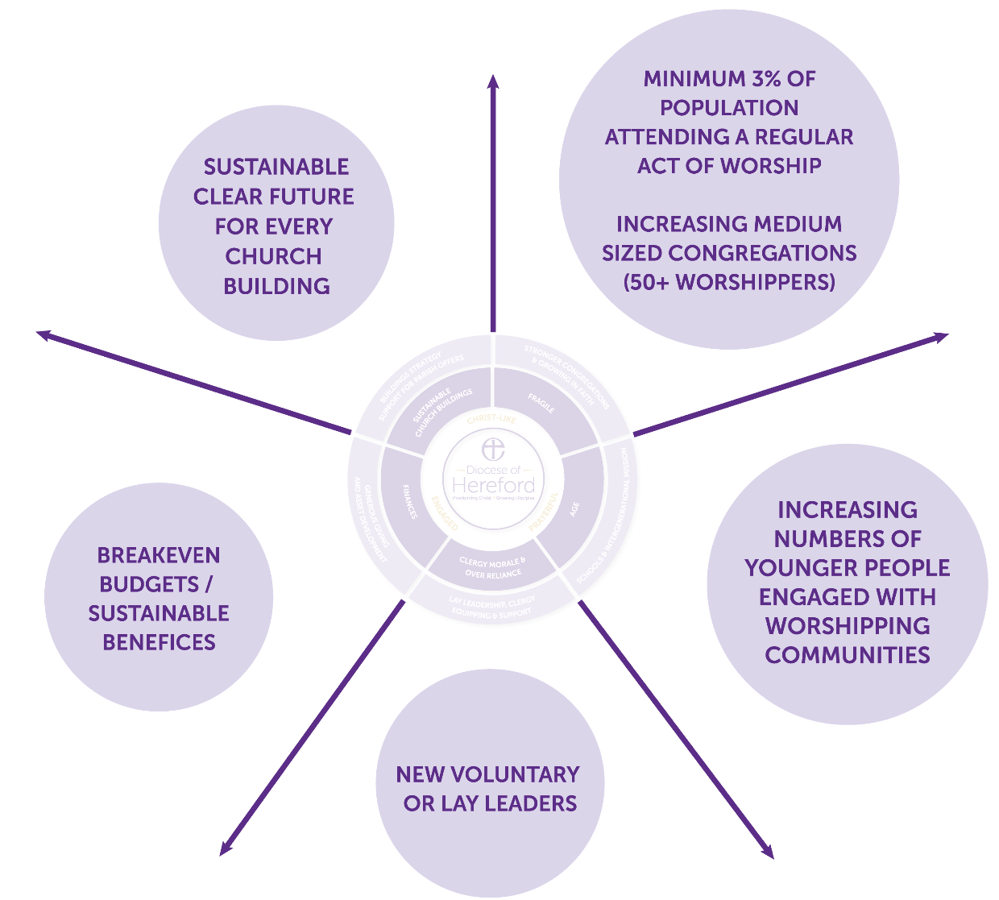 MINIMUM 3% OF
POPULATION
ATTENDING A REGULAR
ACT OF WORSHIP
INCREASING MEDIUM
SIZED CONGREGATIONS
(50+ WORSHIPPERS)
SUSTAINABLE
CLEAR FUTURE
FOR EVERY
CHURCH
BUILDING
BUILDINGS STRATEGY
SUPPORT FOR PARISH OFFERS
STRONGER CONGREGATIONS
& GROWING IN FAITH
SUSTAINABLE
CHURCH BUILDINGS
FRAGILE
CHRIST-LIKE
Diocese of
Hereford
Proclaiming Christ * Growing Disciples
ENGAGED
PRAYERFUL
FINANCES
AGE
GENEROUS GIVING
AND ASSET DEVELOPMENT
SCHOOLS & INTERGENERATIONAL MISSION
CLERGY MORALE &
OVER RELIANCE
LAY LEADERSHIP, CLERGY
EQUIPPING & SUPPORT
BREAKEVEN
BUDGETS /
SUSTAINABLE
BENEFICES
INCREASING
NUMBERS OF
YOUNGER PEOPLE
ENGAGED WITH
WORSHIPPING
COMMUNITIES
NEW VOLUNTARY
OR LAY LEADERS